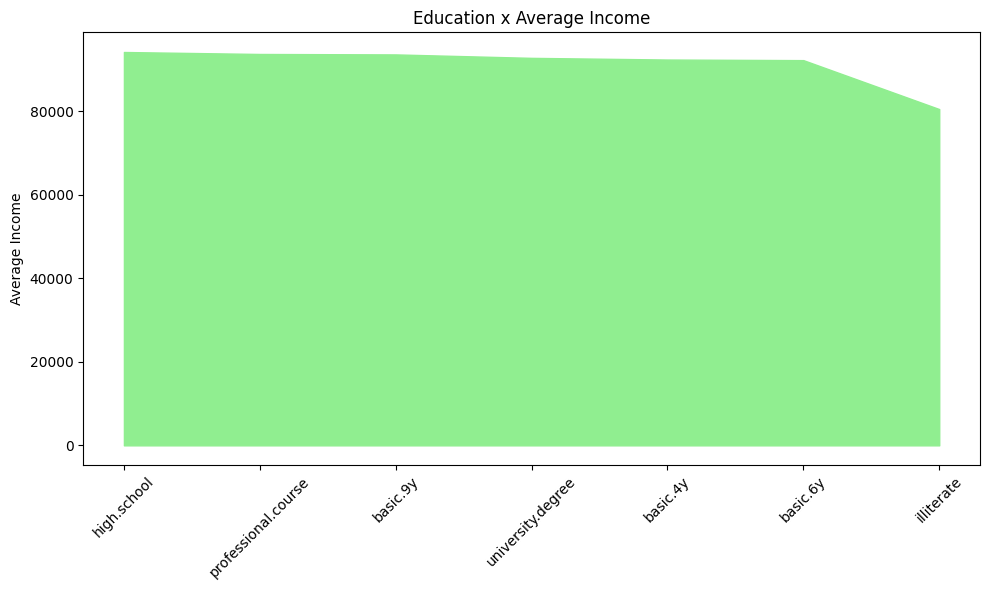 Education x Average Income
Average Income
80000
60000
40000
20000
0
high.school
professional.course
basic.9y
university.degree
basic.4y
basic.6y
illiterate